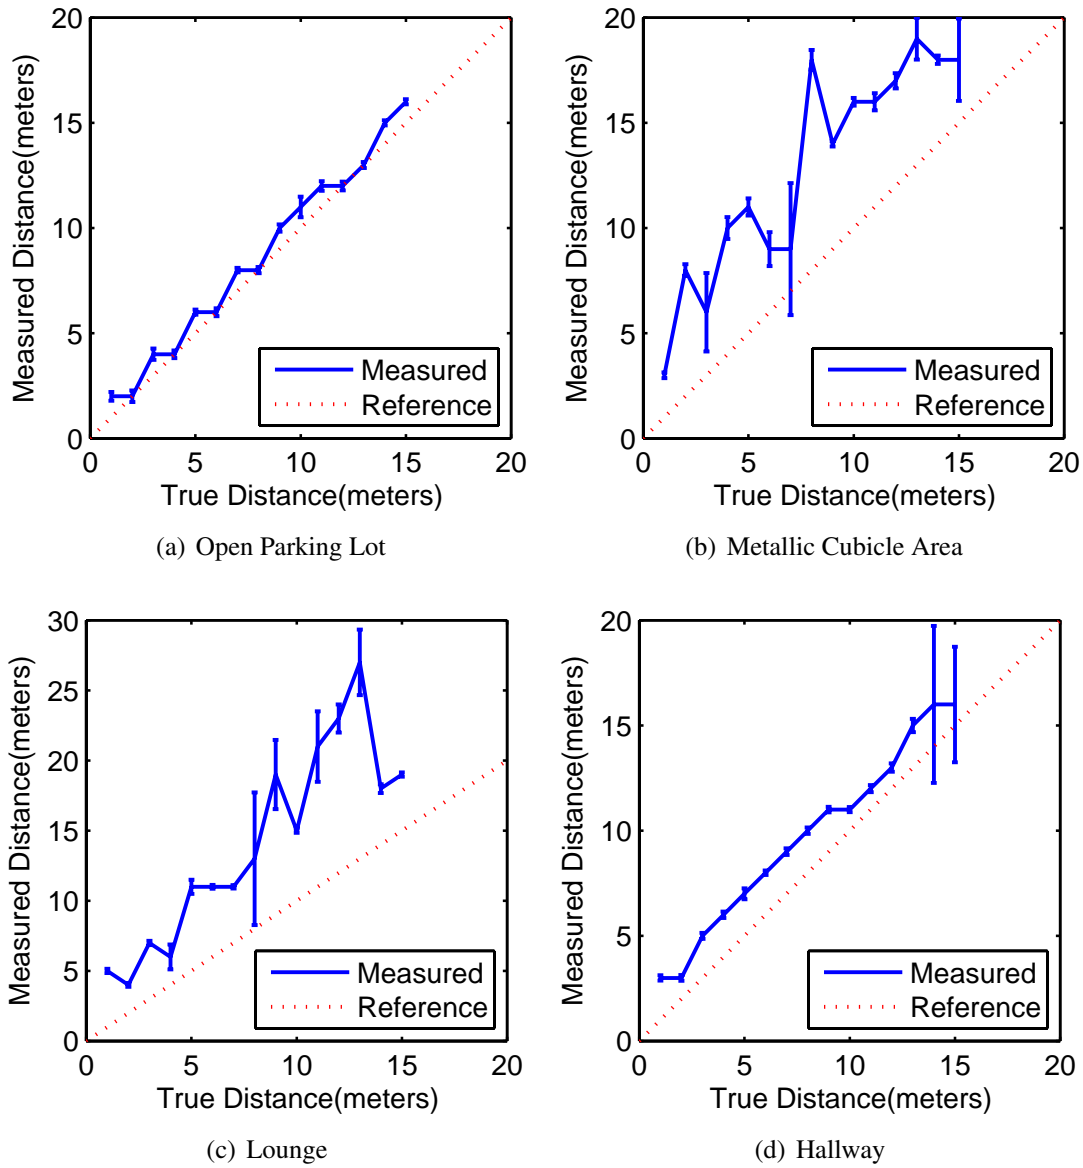 20
15
10
5
0
0 5 10 15 20
Measured Distance(meters)
True Distance(meters)
Measured
Reference
(a) Open Parking Lot
20
15
10
5
0
0 5 10 15 20
Measured Distance(meters)
True Distance(meters)
Measured
Reference
(b) Metallic Cubicle Area
30
25
20
15
10
5
0
0 5 10 15 20
Measured Distance(meters)
True Distance(meters)
Measured
Reference
(c) Lounge
20
15
10
5
0
0 5 10 15 20
Measured Distance(meters)
True Distance(meters)
Measured
Reference
(d) Hallway